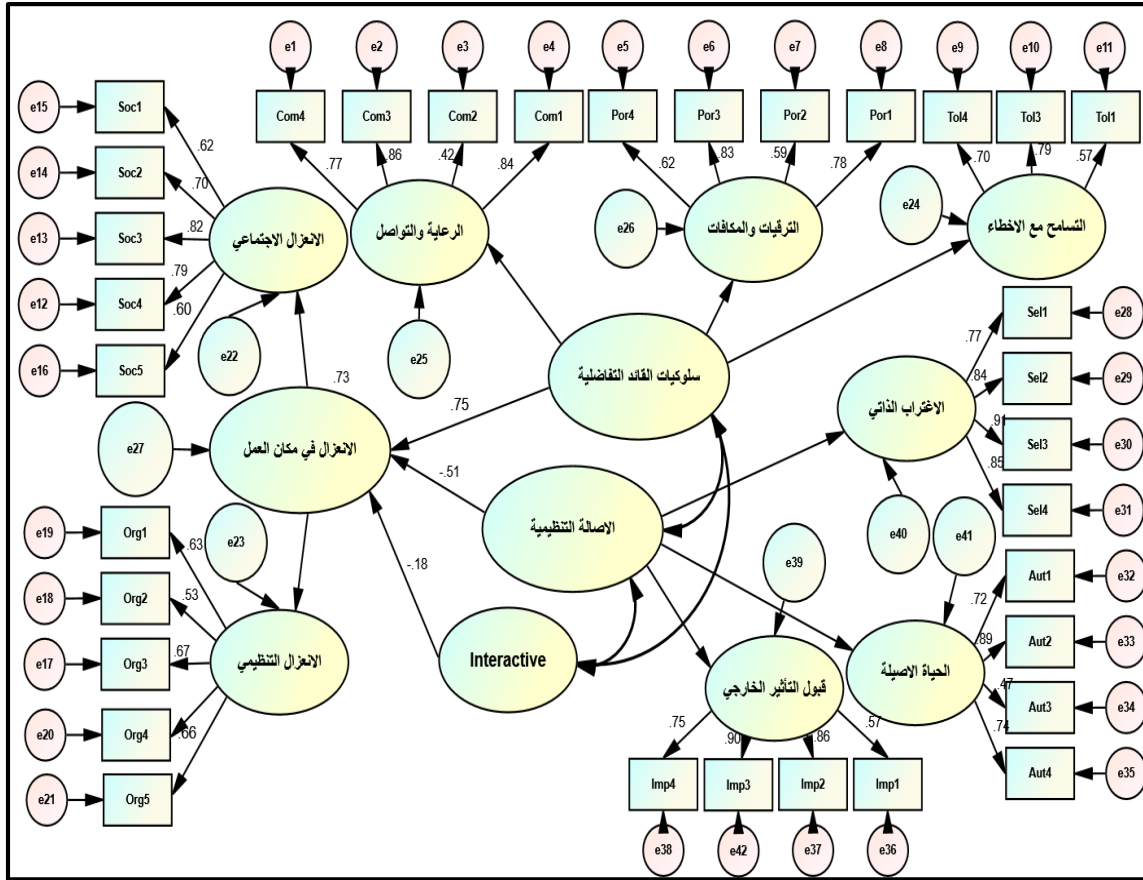 e1
e2
e3
e4
e5
e6
e7
e8
e9
e10
e11
Com4
Com3
Com2
Com1
Por4
Por3
Por2
Por1
Tol4
Tol3
Tol1
.77
.86
.42
.84
.62
.83
.59
.78
.70
.79
.57
e15
Soc1
e14
Soc2
e13
Soc3
e12
Soc4
e16
Soc5
.62
.70
.82
.79
.60
الانعزال الاجتماعي
الرعاية والتواصل
الترقيات والمكافات
التسامح مع الاخطاء
e26
e24
e22
e25
سلوكيات القائد التفاضلية
.73
.75
e27
الانعزال في مكان العمل
-.51
الاصالة التنظيمية
-.18
Interactive
الاغتراب الذاتي
.77
.84
.91
.85
Sel1
e28
Sel2
e29
Sel3
e30
Sel4
e31
e40
e41
e39
e19
Org1
e18
Org2
e17
Org3
e20
Org4
e21
Org5
e23
.63
.53
.67
.66
الانعزال التنظيمي
قبول التأثير الخارجي
الحياة الاصيلة
.72
.89
.47
.74
Aut1
e32
Aut2
e33
Aut3
e34
Aut4
e35
.75
.90
.86
.57
Imp4
Imp3
Imp2
Imp1
e38
e42
e37
e36